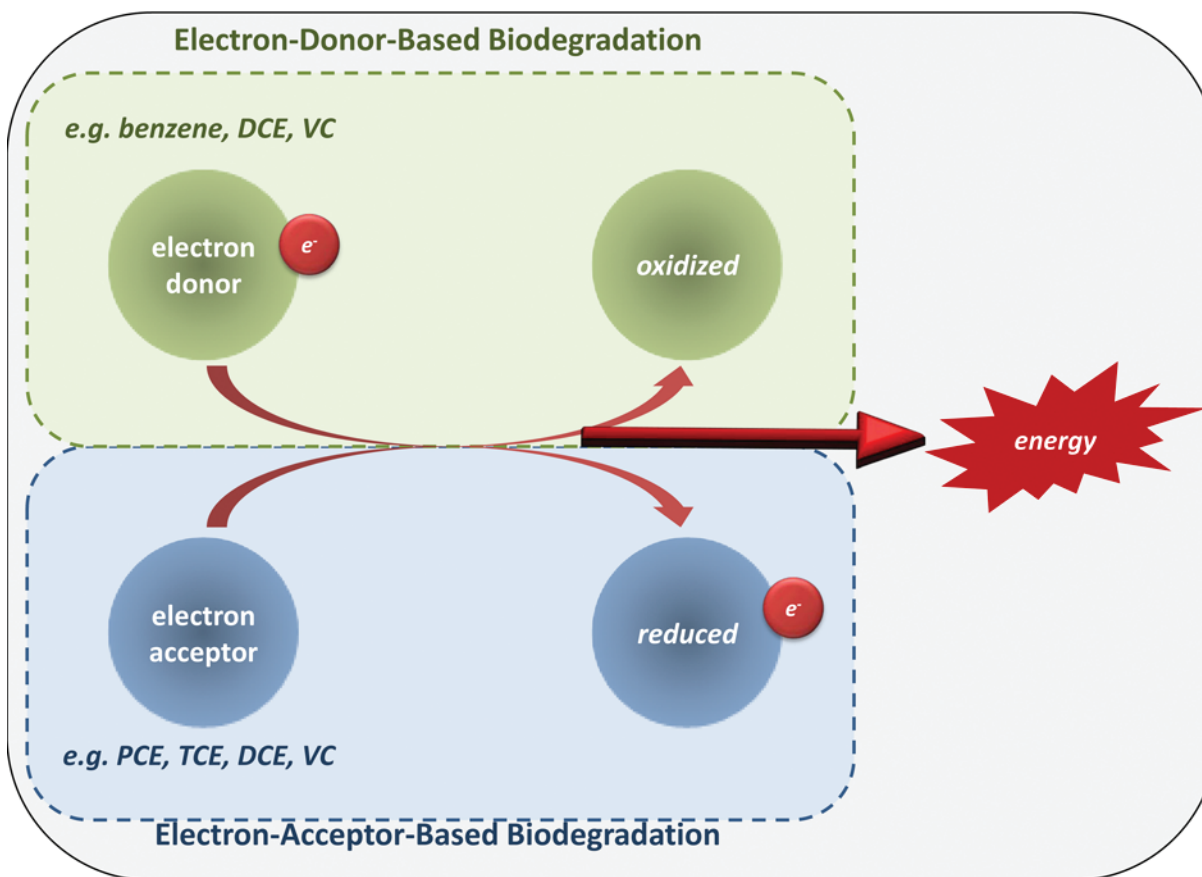 Electron-Donor-Based Biodegradation
e.g. benzene, DCE, VC
electron
donor
e-
oxidized
energy
electron
acceptor
reduced
e-
e.g. PCE, TCE, DCE, VC
Electron-Acceptor-Based Biodegradation